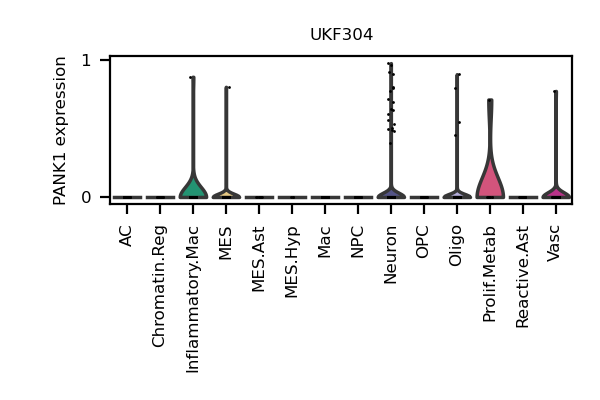 UKF304
PANK1 expression
1
0
AC
Chromatin.Reg
Inflammatory.Mac
MES
MES.Ast
MES.Hyp
Mac
NPC
Neuron
OPC
Oligo
Prolif.Metab
Reactive.Ast
Vasc